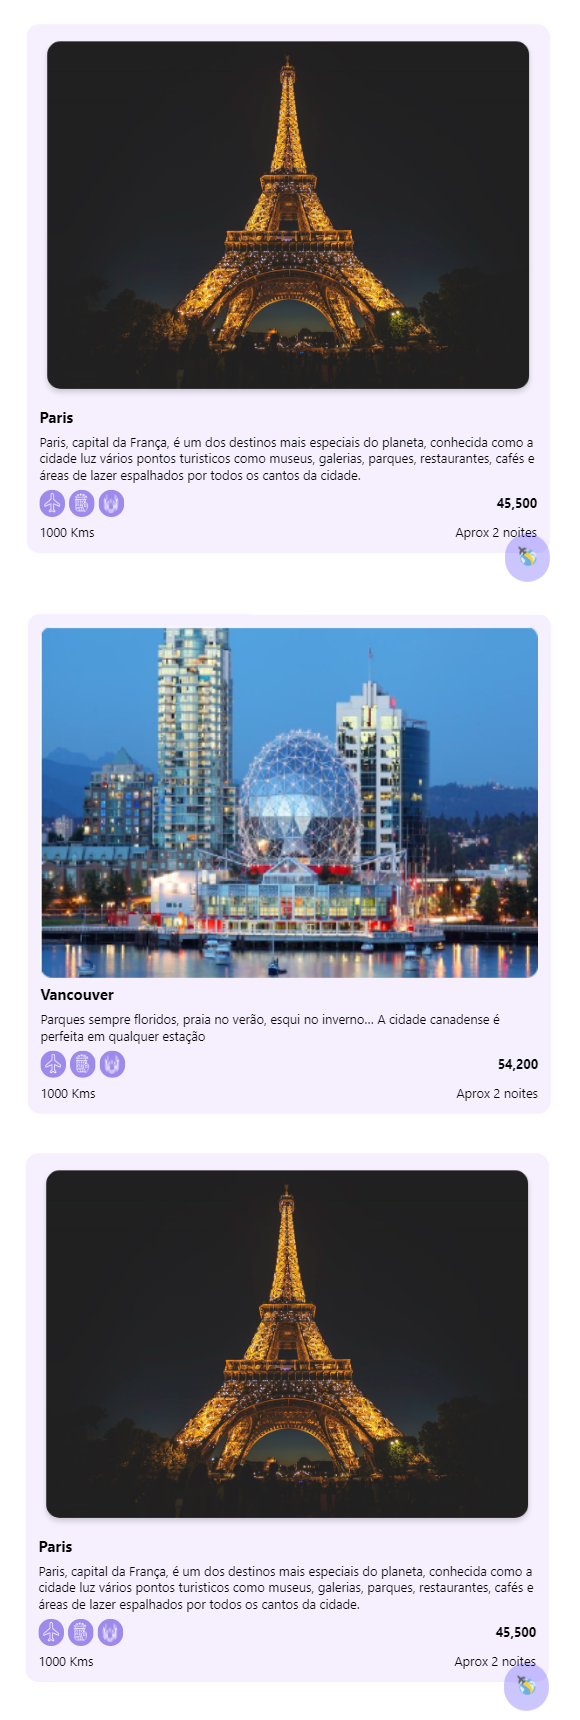 Paris
Paris, capital da França, é um dos destinos mais especiais do planeta, conhecida como a
cidade luz vários pontos turisticos como museus, galerias, parques, restaurantes, cafés e
áreas de lazer espalhados por todos os cantos da cidade.
45,500
1000 Kms
Aprox 2 noites
Vancouver
Parques sempre floridos, praia no verão, esqui no inverno... A cidade canadense é
perfeita em qualquer estação
54,200
1000 Kms
Aprox 2 noites
Paris
Paris, capital da França, é um dos destinos mais especiais do planeta, conhecida como a
cidade luz vários pontos turisticos como museus, galerias, parques, restaurantes, cafés e
áreas de lazer espalhados por todos os cantos da cidade.
45,500
1000 Kms
Aprox 2 noites